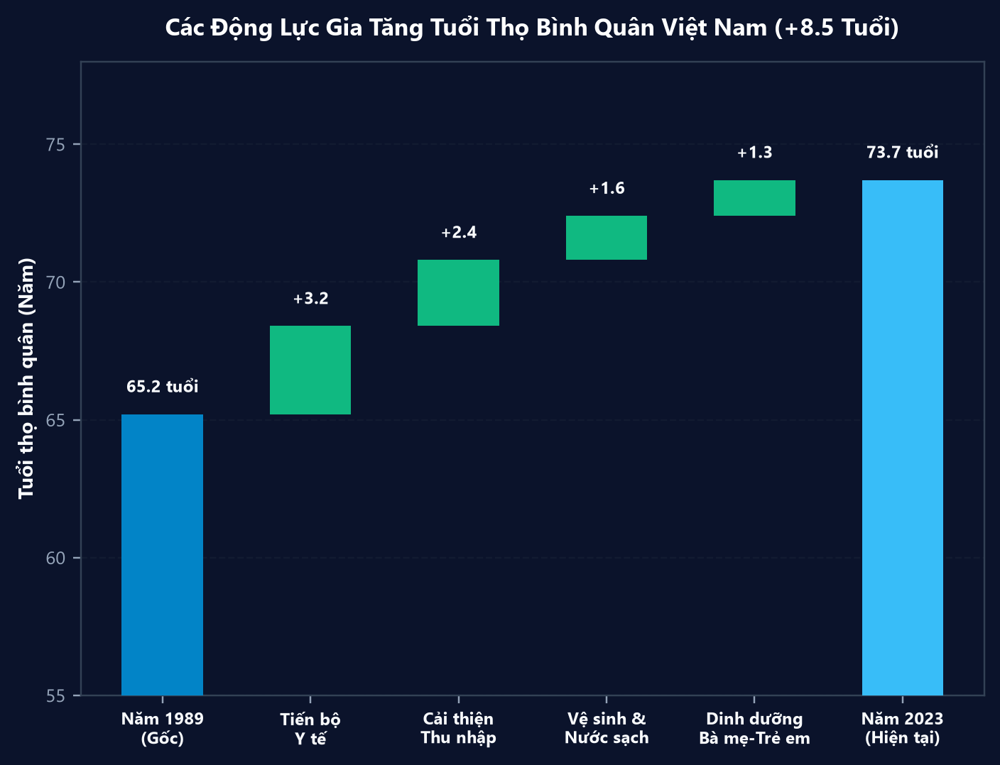 Các Động Lực Gia Tăng Tuổi Thọ Bình Quân Việt Nam (+8.5 Tuổi)
Tuổi thọ bình quân (Năm)
75
70
65
60
55
65.2 tuổi
+3.2
+2.4
+1.6
+1.3
73.7 tuổi
Năm 1989
(Gốc)
Tiến bộ
Y tế
Cải thiện
Thu nhập
Vệ sinh &
Nước sạch
Dinh dưỡng
Bà mẹ-Trẻ em
Năm 2023
(Hiện tại)